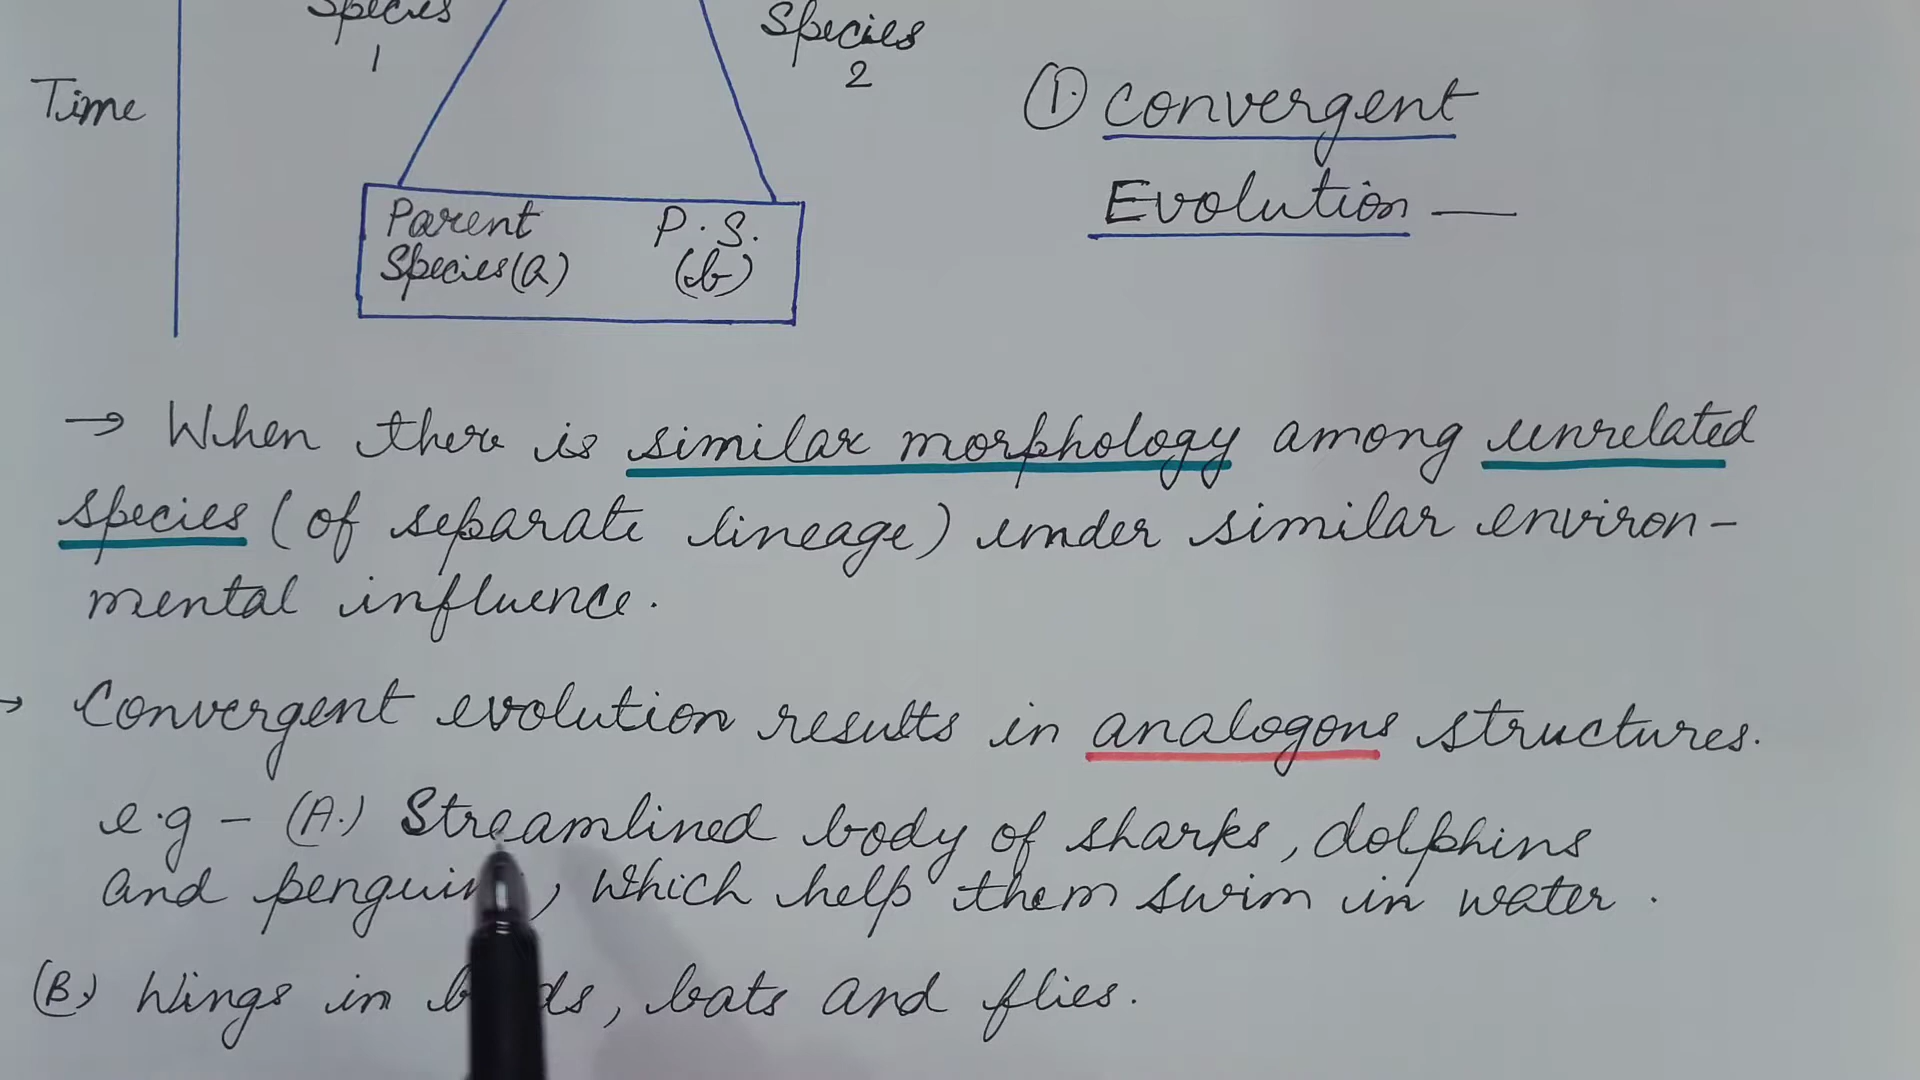 Species
1
Species
2
Time
① Convergent
Evolution —
Parent P.S.
Species (a) (b)
→ When there is similar morphology among unrelated
species (of separate lineage) under similar environ-
mental influence.
→ Convergent evolution results in analogous structures.
e.g – (A.) Streamlined body of sharks, dolphins
and penguins, which help them swim in water.
(B.) Wings in birds, bats and flies.